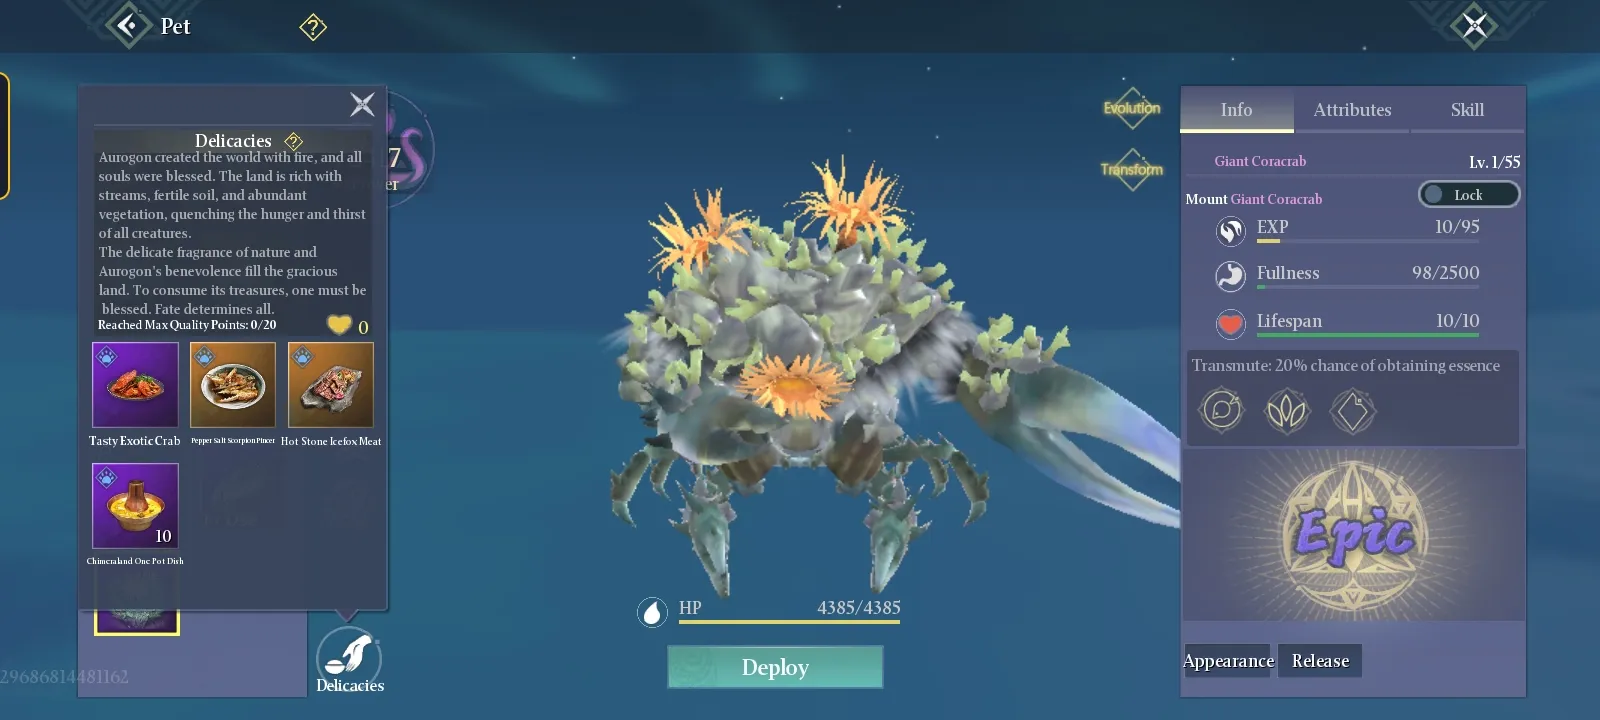 Pet
?
Delicacies ?
Aurogon created the world with fire, and all
souls were blessed. The land is rich with
streams, fertile soil, and abundant
vegetation, quenching the hunger and thirst
of all creatures.
The delicate fragrance of nature and
Aurogon's benevolence fill the gracious
land. To consume its treasures, one must be
blessed. Fate determines all.
Reached Max Quality Points: 0/20
0
Tasty Exotic Crab
Pepper Salt Scorpion Pincer
Hot Stone Icefox Meat
10
Chimeraland One Pot Dish
7
er
Delicacies
29686814481162
Evolution
Transform
HP 4385/4385
Deploy
Info Attributes Skill
Giant Coracrab Lv. 1/55
Mount Giant Coracrab Lock
EXP 10/95
Fullness 98/2500
Lifespan 10/10
Transmute: 20% chance of obtaining essence
Epic
Appearance Release